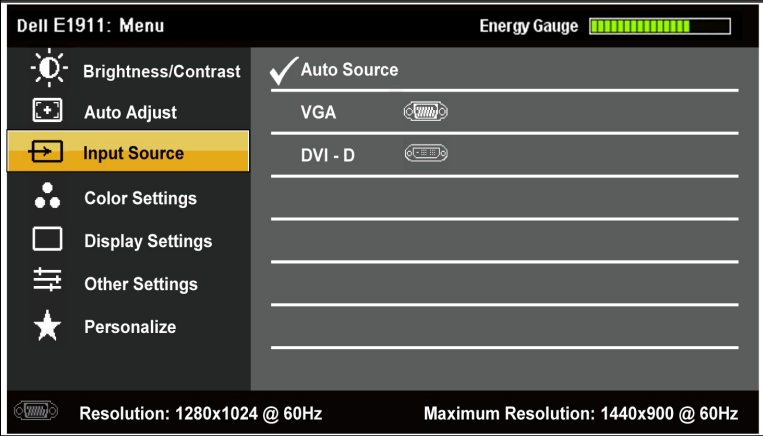 Dell E1911: Menu Energy Gauge
Brightness/Contrast Auto Source
Auto Adjust VGA
Input Source DVI - D
Color Settings
Display Settings
Other Settings
Personalize
Resolution: 1280x1024 @ 60Hz Maximum Resolution: 1440x900 @ 60Hz